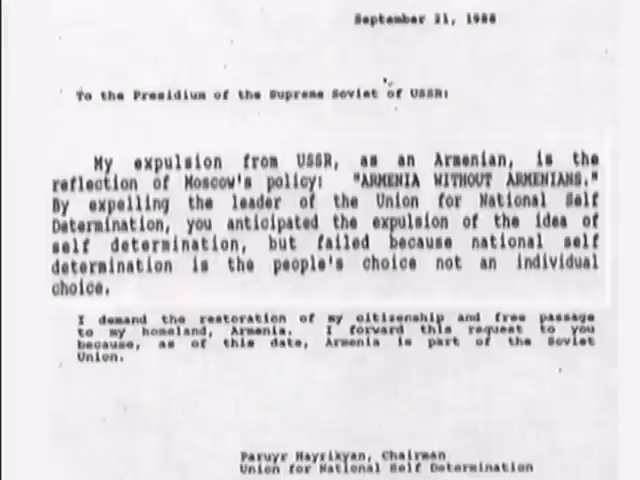 September 21, 1988
To the Presidium of the Supreme Soviet of USSR:
My expulsion from USSR, as an Armenian, is the
reflection of Moscow's policy: "ARMENIA WITHOUT ARMENIANS."
By expelling the leader of the Union for National Self
Determination, you anticipated the expulsion of the idea of
self determination, but failed because national self
determination is the people's choice not an individual
choice.
I demand the restoration of my citizenship and free passage
to my homeland, Armenia. I forward this request to you
because, as of this date, Armenia is part of the Soviet
Union.
Paruyr Hayrikyan, Chairman
Union for National Self Determination